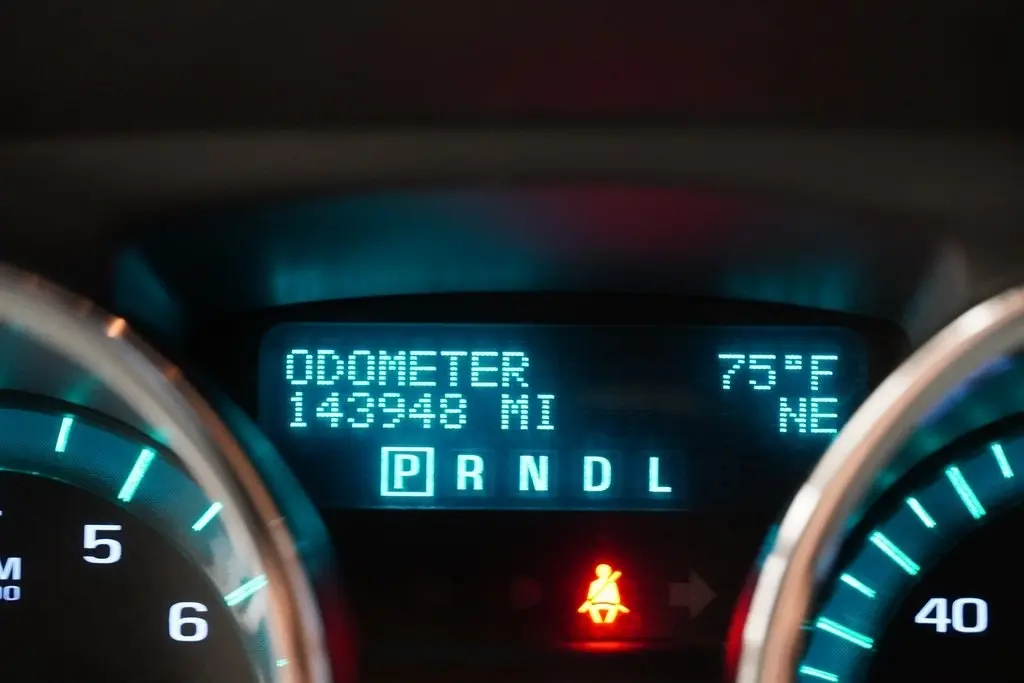 ODOMETER 75°F
143948 MI NE
P R N D L
5
6
40